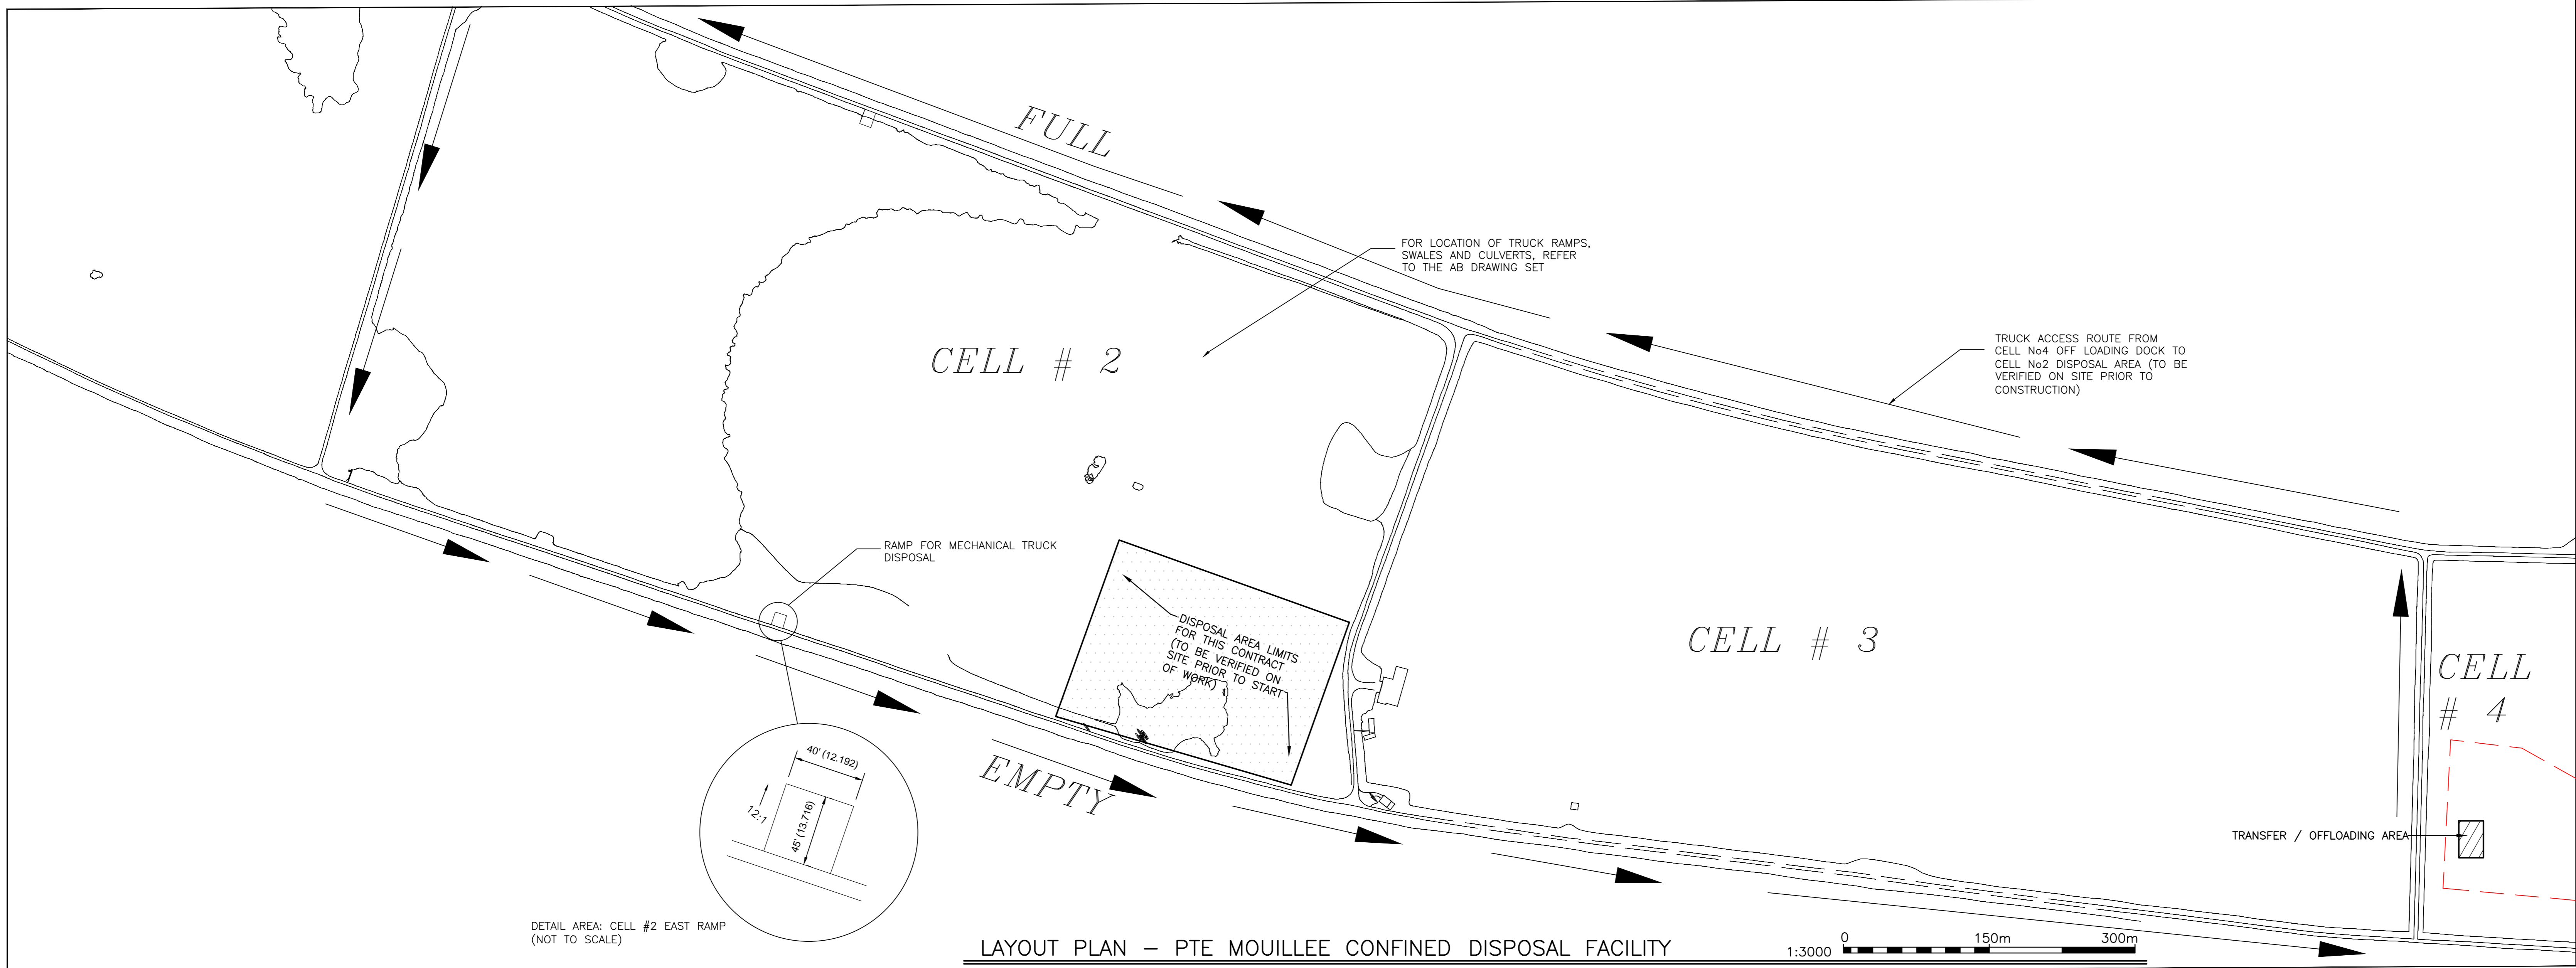 FULL
FOR LOCATION OF TRUCK RAMPS,
SWALES AND CULVERTS, REFER
TO THE AB DRAWING SET
TRUCK ACCESS ROUTE FROM
CELL No4 OFF LOADING DOCK TO
CELL No2 DISPOSAL AREA (TO BE
VERIFIED ON SITE PRIOR TO
CONSTRUCTION)
CELL # 2
RAMP FOR MECHANICAL TRUCK
DISPOSAL
DISPOSAL AREA LIMITS
FOR THIS CONTRACT
(TO BE VERIFIED ON
SITE PRIOR TO START
OF WORK)
CELL # 3
CELL
# 4
EMPTY
40' (12.192)
12:1
45' (13.716)
TRANSFER / OFFLOADING AREA
DETAIL AREA: CELL #2 EAST RAMP
(NOT TO SCALE)
LAYOUT PLAN – PTE MOUILLEE CONFINED DISPOSAL FACILITY
1:3000
0 150m 300m